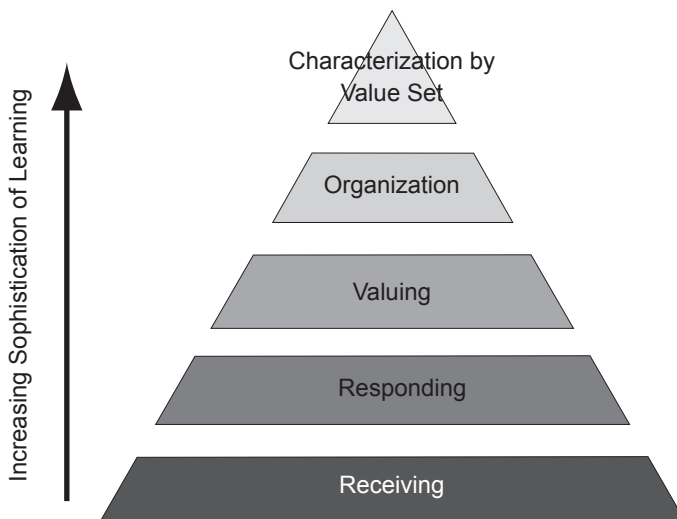 Characterization by
Value Set
Organization
Valuing
Responding
Receiving
Increasing Sophistication of Learning